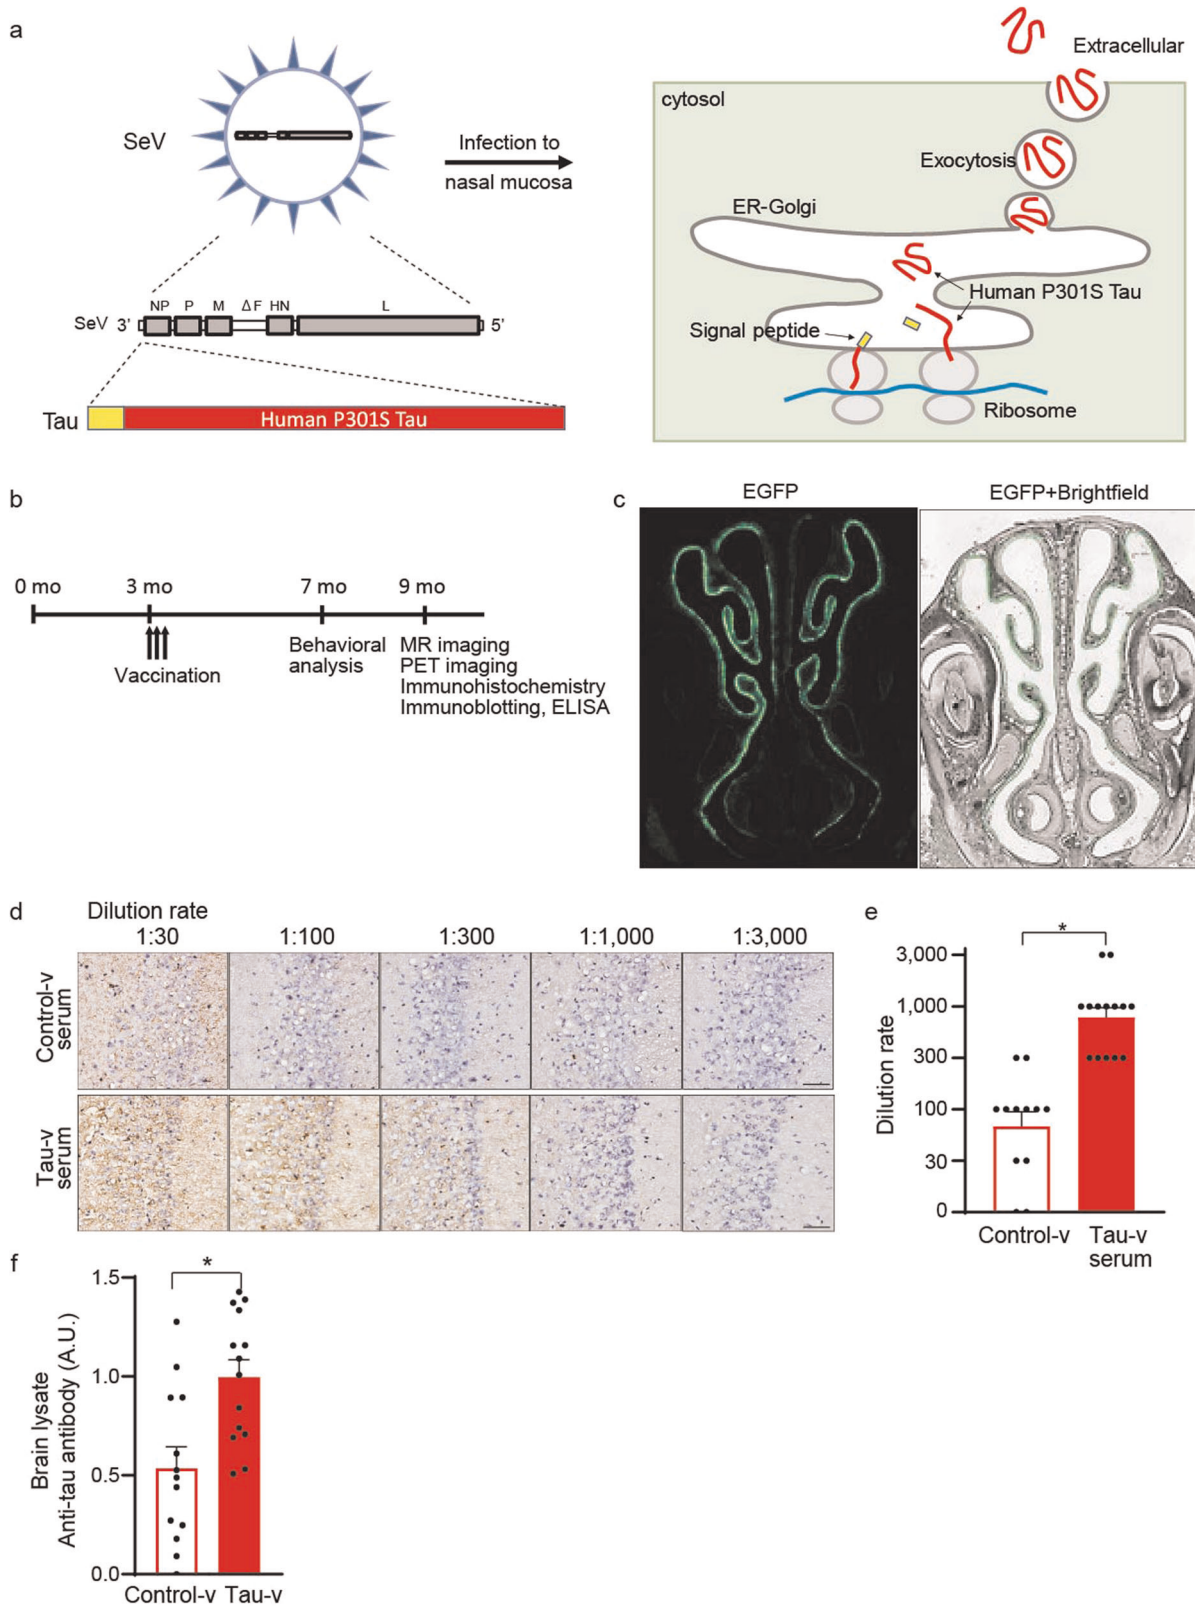 a
SeV
Infection to
nasal mucosa
Extracellular
cytosol
Exocytosis
ER-Golgi
Human P301S Tau
Signal peptide
Ribosome
NP P M Δ F HN L
SeV 3' 5'
Tau Human P301S Tau
b
0 mo 3 mo 7 mo 9 mo
Vaccination
Behavioral
analysis
MR imaging
PET imaging
Immunohistochemistry
Immunoblotting, ELISA
c
EGFP EGFP+Brightfield
d
Dilution rate
1:30 1:100 1:300 1:1,000 1:3,000
Control-v
serum
Tau-v
serum
e
*
Dilution rate
3,000
1,000
300
100
30
0
Control-v Tau-v
serum
f
*
Brain lysate
Anti-tau antibody (A.U.)
1.5
1.0
0.5
0.0
Control-v Tau-v